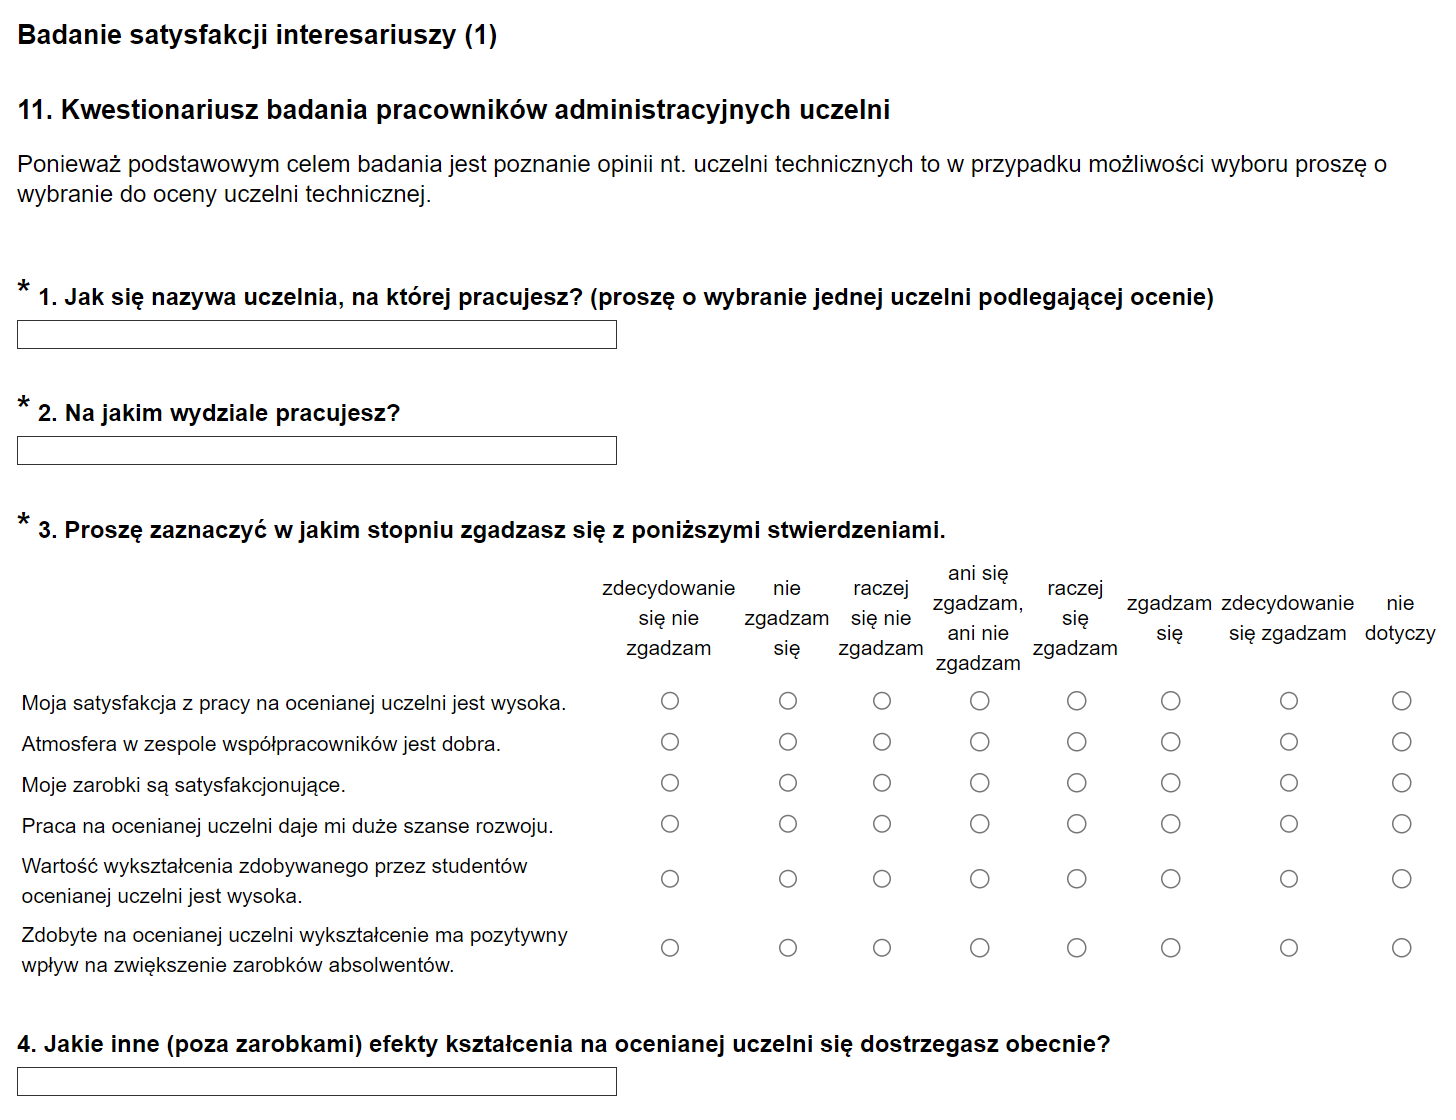 Badanie satysfakcji interesariuszy (1)
11. Kwestionariusz badania pracowników administracyjnych uczelni
Ponieważ podstawowym celem badania jest poznanie opinii nt. uczelni technicznych to w przypadku możliwości wyboru proszę o
wybranie do oceny uczelni technicznej.
* 1. Jak się nazywa uczelnia, na której pracujesz? (proszę o wybranie jednej uczelni podlegającej ocenie)
* 2. Na jakim wydziale pracujesz?
* 3. Proszę zaznaczyć w jakim stopniu zgadzasz się z poniższymi stwierdzeniami.
zdecydowanie
się nie
zgadzam
nie
zgadzam
się
raczej
się nie
zgadzam
ani się
zgadzam,
ani nie
zgadzam
raczej
się
zgadzam
zgadzam
się
zdecydowanie
się zgadzam
nie
dotyczy
Moja satysfakcja z pracy na ocenianej uczelni jest wysoka.
Atmosfera w zespole współpracowników jest dobra.
Moje zarobki są satysfakcjonujące.
Praca na ocenianej uczelni daje mi duże szanse rozwoju.
Wartość wykształcenia zdobywanego przez studentów
ocenianej uczelni jest wysoka.
Zdobyte na ocenianej uczelni wykształcenie ma pozytywny
wpływ na zwiększenie zarobków absolwentów.
4. Jakie inne (poza zarobkami) efekty kształcenia na ocenianej uczelni się dostrzegasz obecnie?